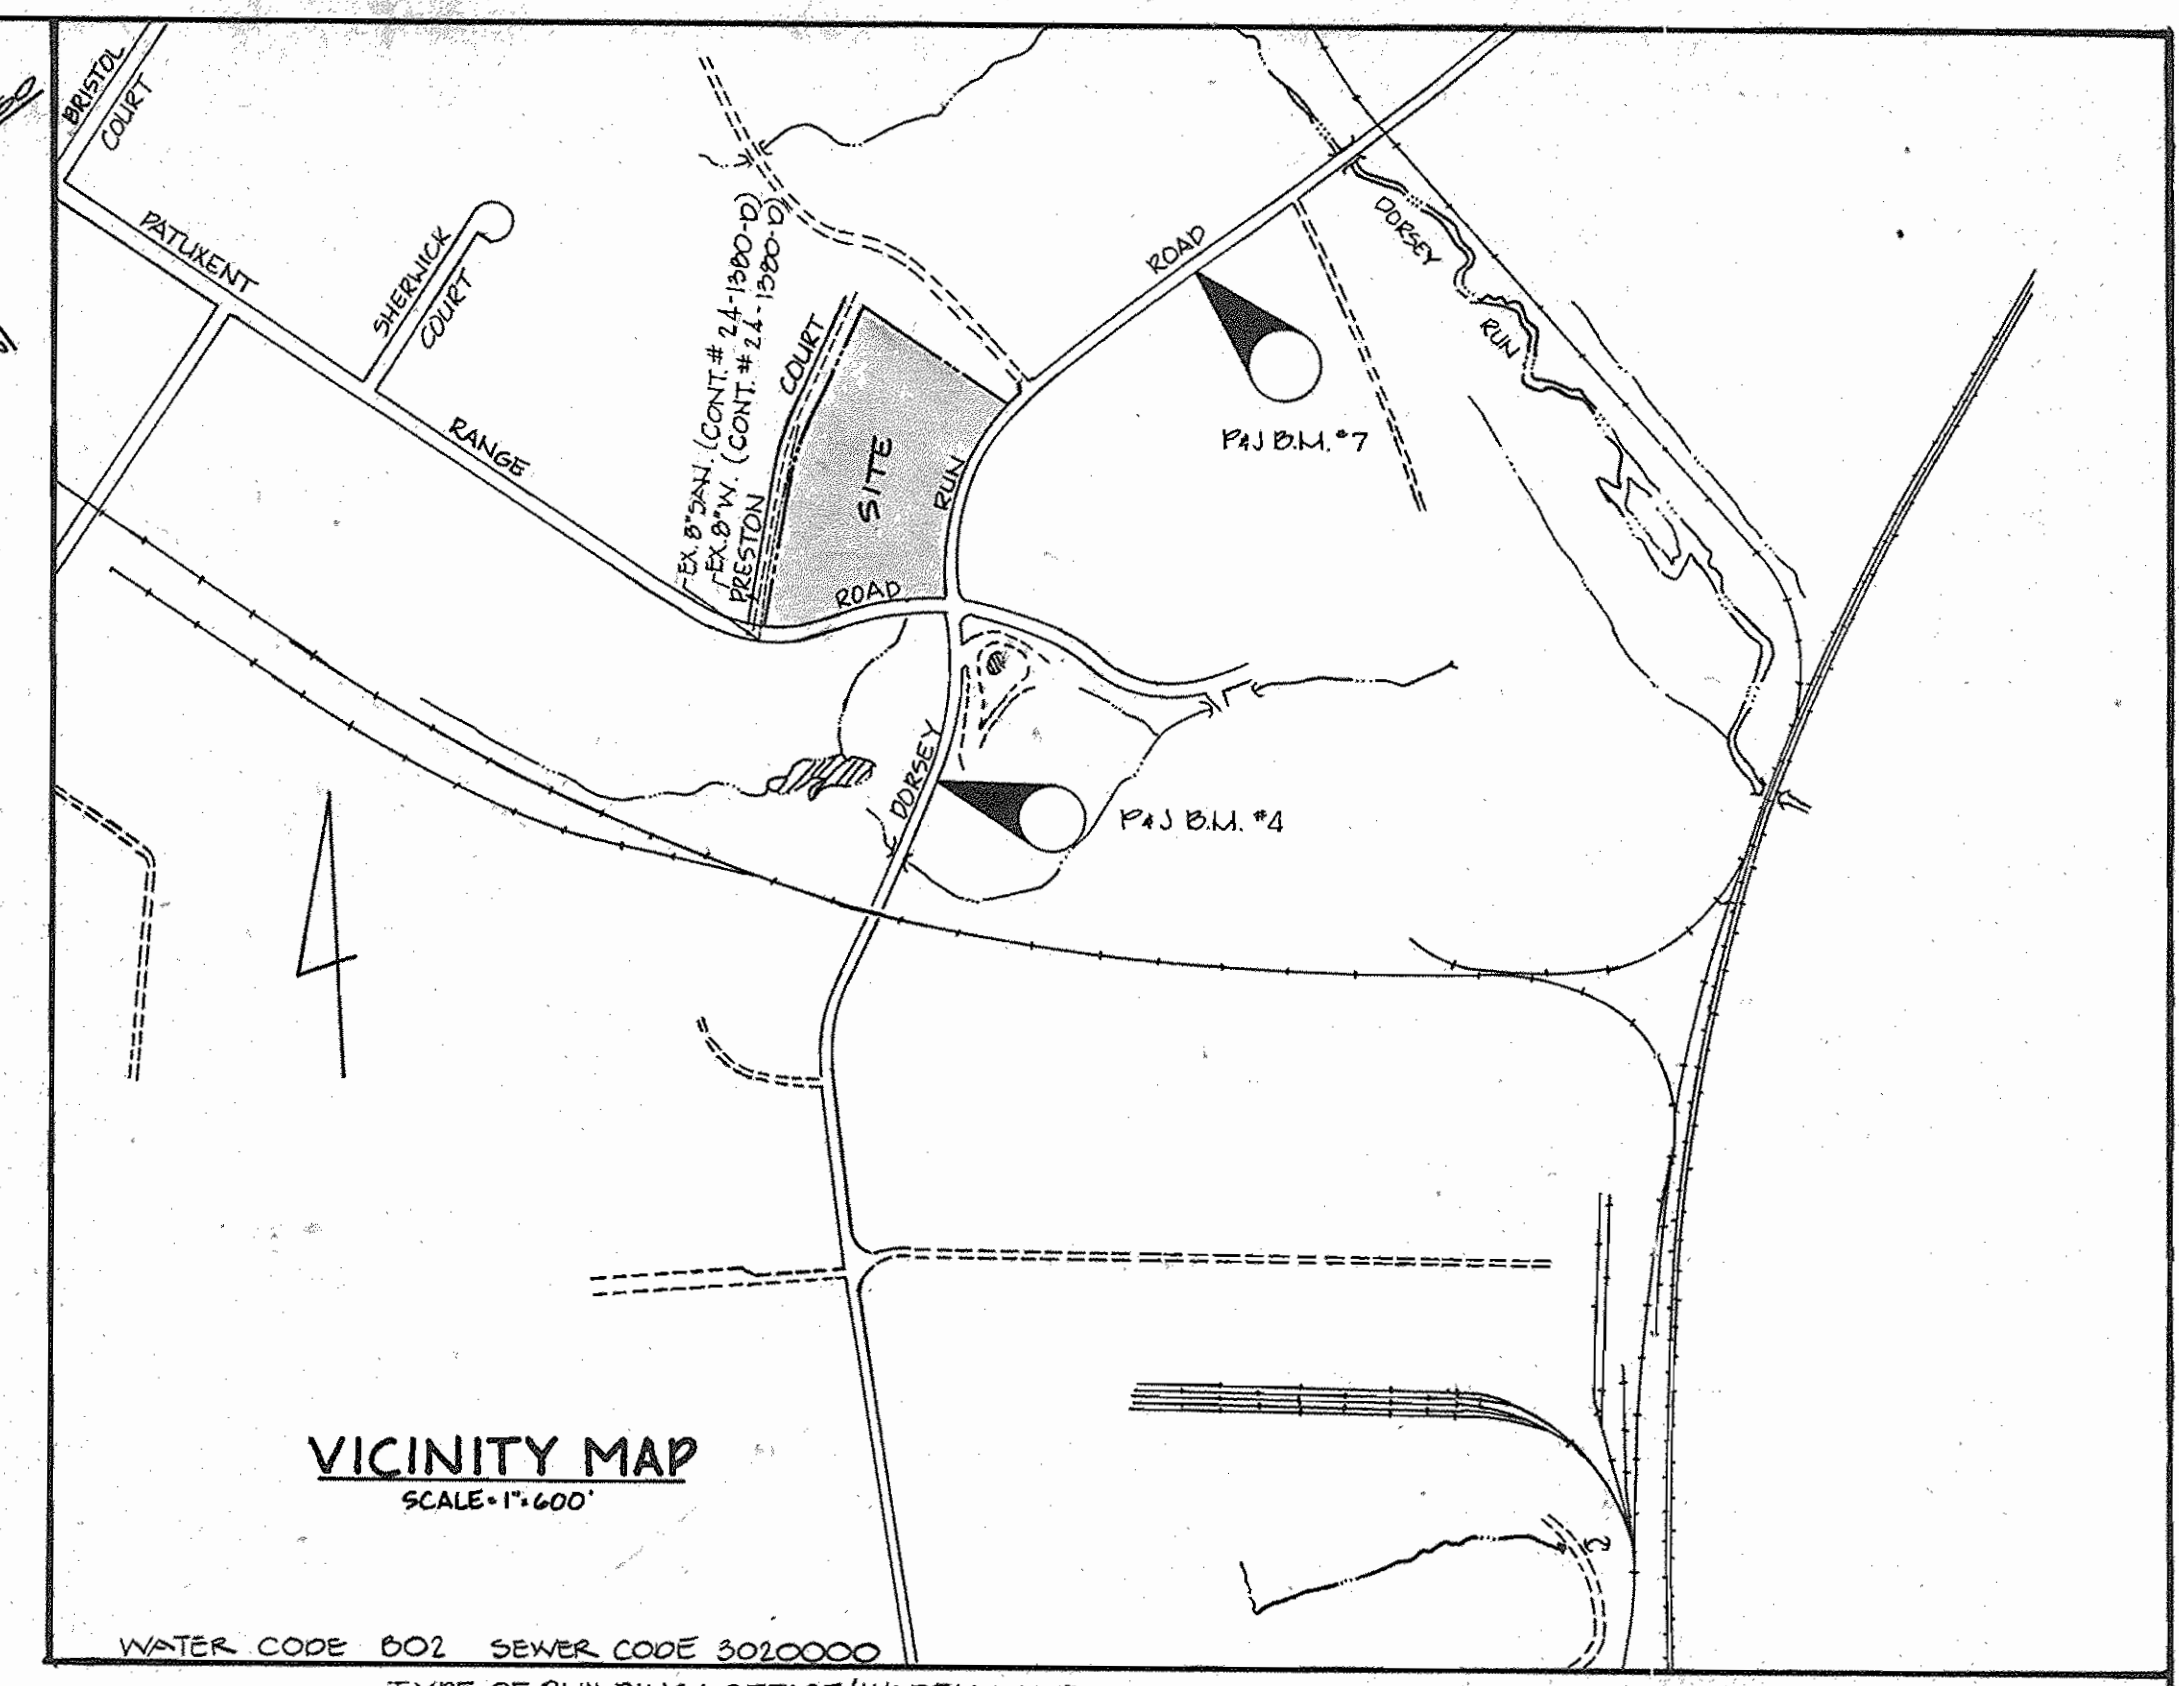 BRISTOL
COURT
PATUXENT
SHERWICK
COURT
RANGE
EX. 8" SAN. (CONT. # 24-1380-D)
EX. 8" W. (CONT. # 24-1380-D)
PRESTON
COURT
SITE
RUN
ROAD
ROAD
DORSEY
RUN
P&J B.M. #7
DORSEY
P&J B.M. #4
VICINITY MAP
SCALE: 1"=600'
WATER CODE B02 SEWER CODE 3020000